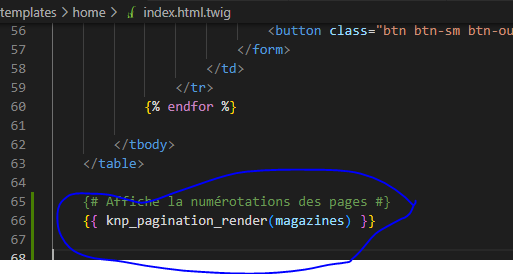 templates > home > index.html.twig
56 <button class="btn btn-sm btn-ou
57 </form>
58 </td>
59 </tr>
60 {% endfor %}
61
62 </tbody>
63 </table>
64
65 {# Affiche la numérotations des pages #}
66 {{ knp_pagination_render(magazines) }}
67
68